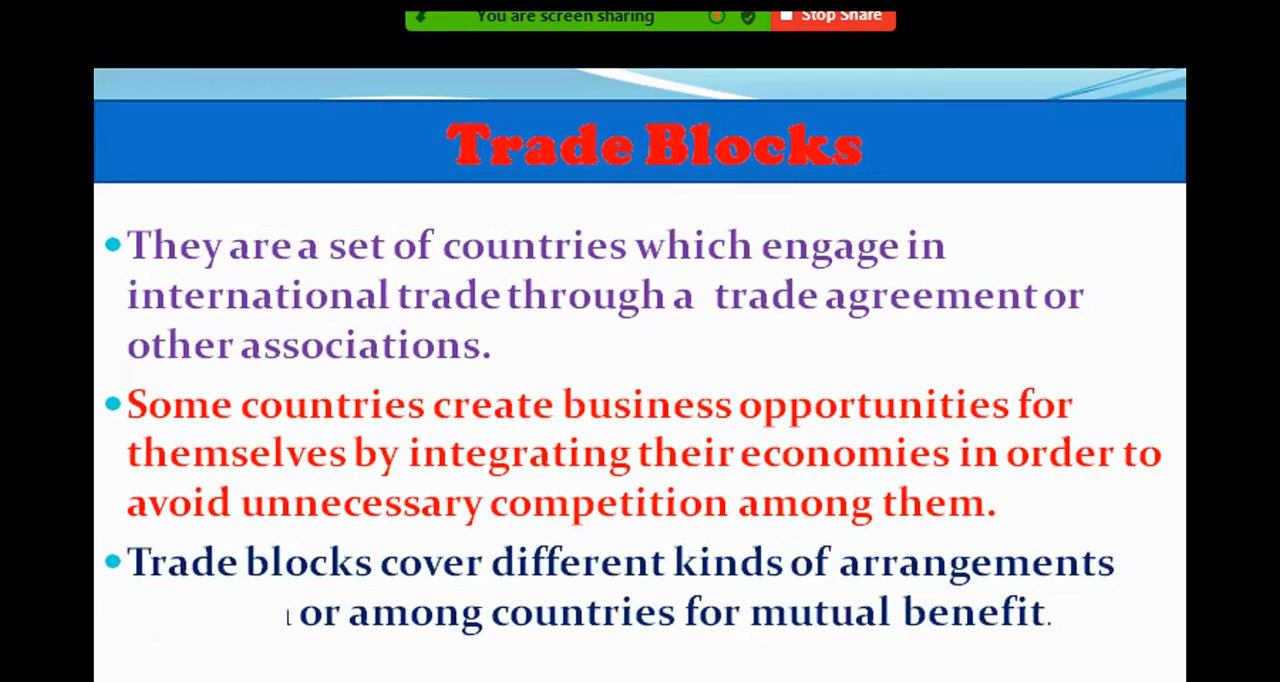 You are screen sharing
Stop Share
Trade Blocks
•They are a set of countries which engage in
international trade through a trade agreement or
other associations.
•Some countries create business opportunities for
themselves by integrating their economies in order to
avoid unnecessary competition among them.
•Trade blocks cover different kinds of arrangements
or among countries for mutual benefit.